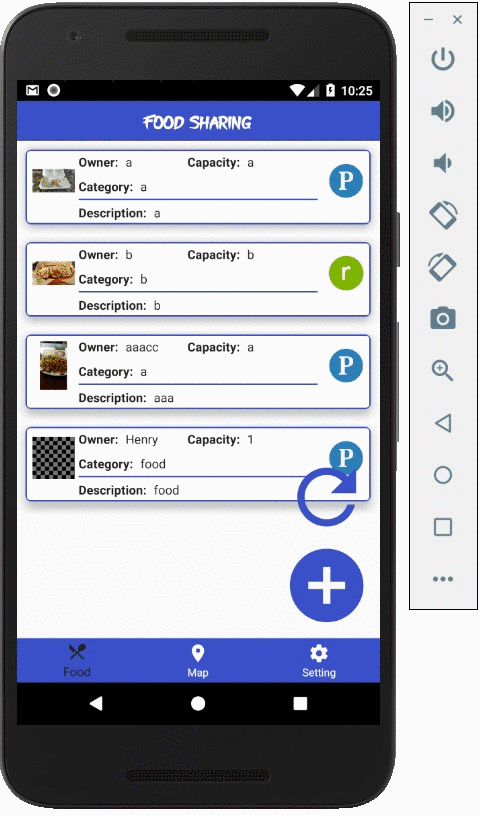 10:25
FOOD SHARING
Owner: a Capacity: a
Category: a
P
Description: a
Owner: b Capacity: b
Category: b
r
Description: b
Owner: aaacc Capacity: a
Category: a
P
Description: aaa
Owner: Henry Capacity: 1
Category: food
P
Description: food
Food Map Setting